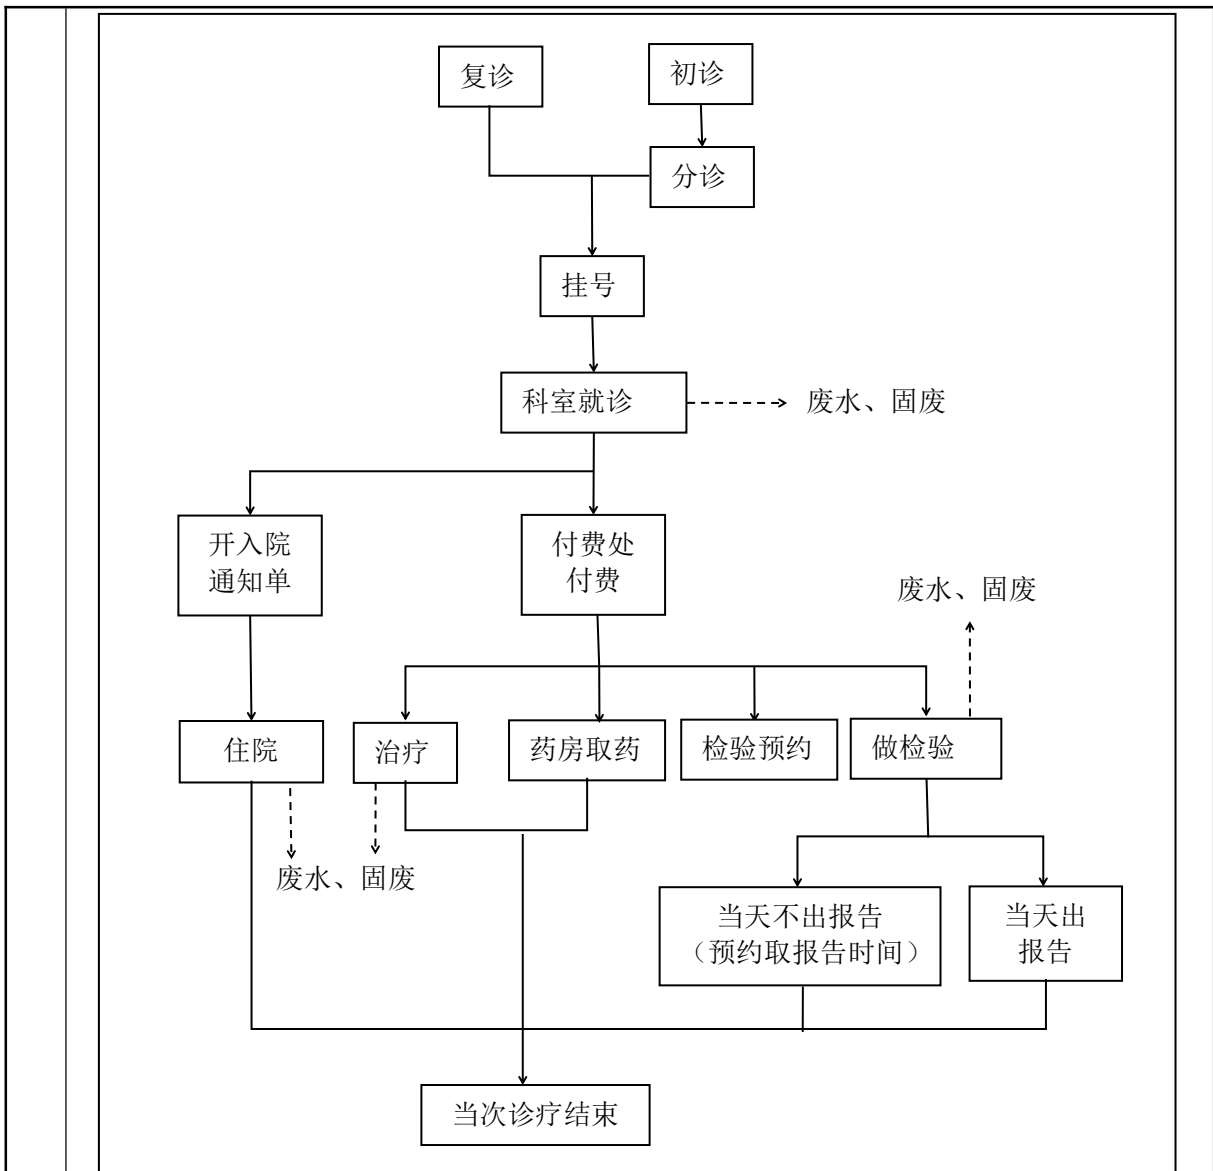 复诊
初诊
分诊
挂号
科室就诊
废水、固废
开入院
通知单
付费处
付费
废水、固废
住院
治疗
药房取药
检验预约
做检验
废水、固废
当天不出报告
（预约取报告时间）
当天出
报告
当次诊疗结束